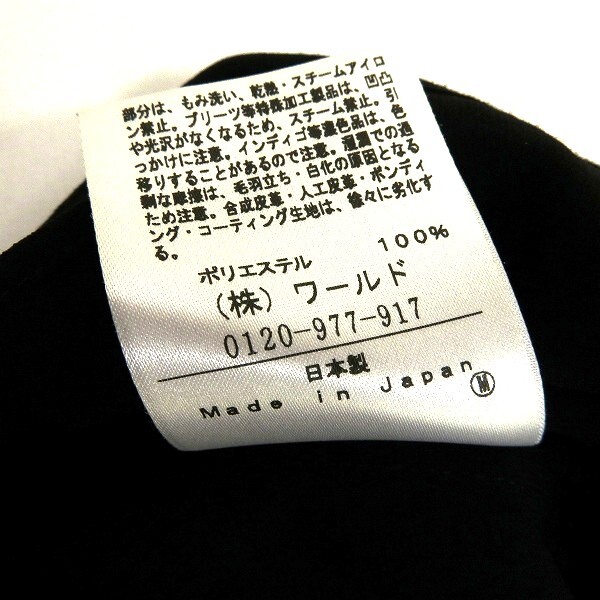 部分は、もみ洗い、乾熱・スチームアイロ
ン禁止。プリーツ等特殊加工製品は、凹凸
や光沢がなくなるため、スチーム禁止。引
っかけに注意。インディゴ等濃色品は、色
移りすることがあるので注意。湿潤での過
剰な摩擦は、毛羽立ち・白化の原因となる
ため注意。合成皮革・人工皮革・ボンディ
ング・コーティング生地は、徐々に劣化す
る。
ポリエステル 100%
(株) ワールド
0120-977-917
日本製
Made in Japan
M